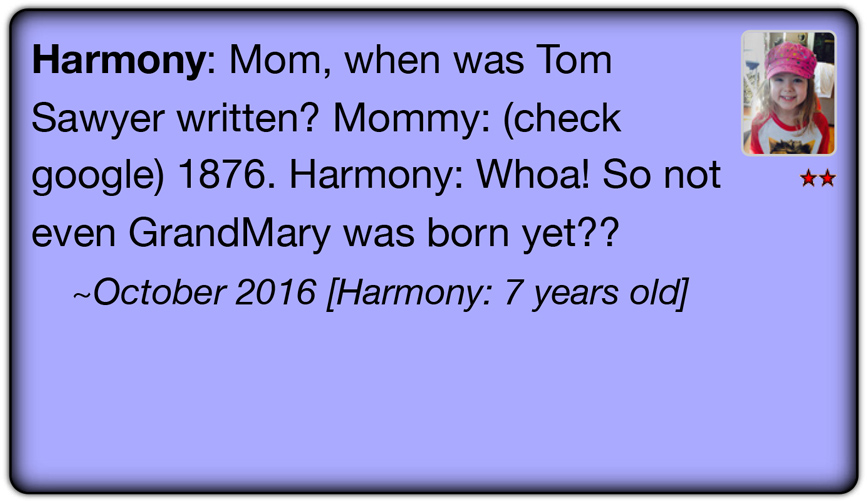 Harmony: Mom, when was Tom
Sawyer written? Mommy: (check
google) 1876. Harmony: Whoa! So not
even GrandMary was born yet??
~October 2016 [Harmony: 7 years old]